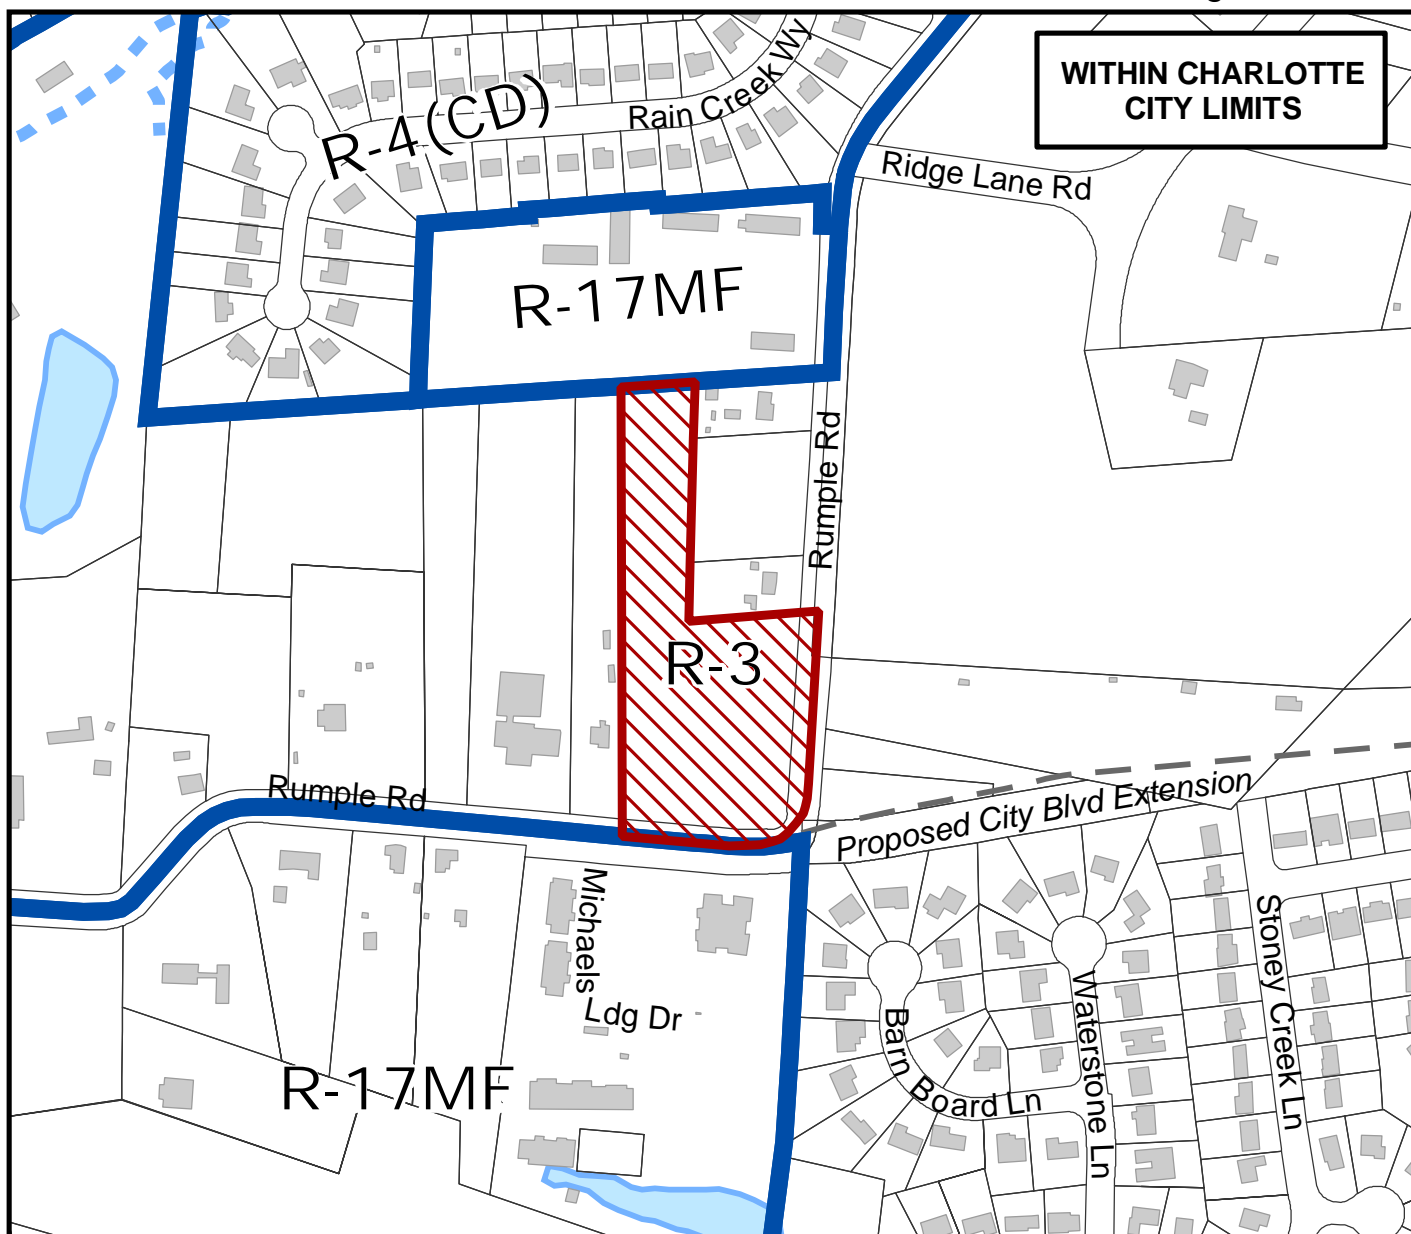 WITHIN CHARLOTTE
CITY LIMITS
Rain Creek Wy
R-4(CD)
Ridge Lane Rd
R-17MF
Rumple Rd
R-3
Rumple Rd
Proposed City Blvd Extension
Michaels
Ldg Dr
Barn Board Ln
Waterstone Ln
Stoney Creek Ln
R-17MF